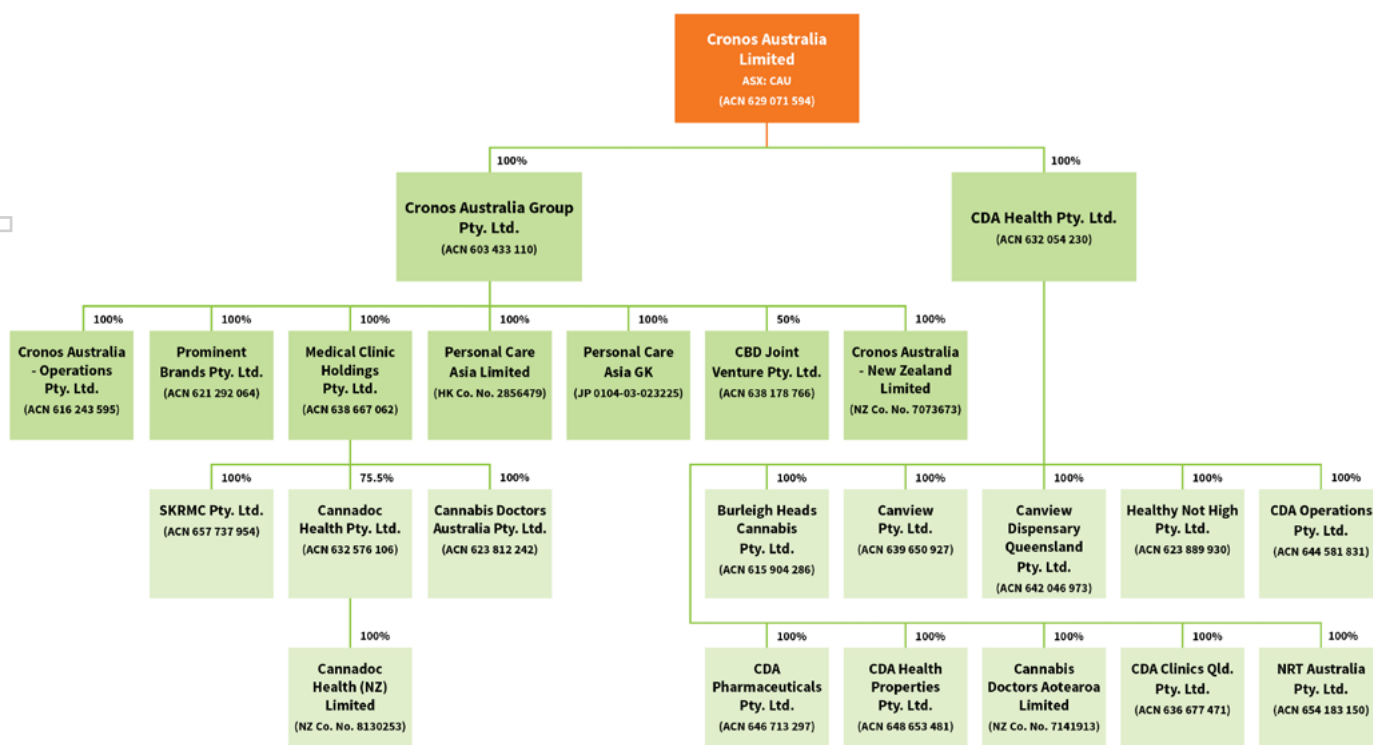 Cronos Australia
Limited
ASX: CAU
(ACN 629 071 594)
100%
100%
Cronos Australia Group
Pty. Ltd.
(ACN 603 433 110)
CDA Health Pty. Ltd.
(ACN 632 054 230)
100%
100%
100%
100%
100%
50%
100%
Cronos Australia
- Operations
Pty. Ltd.
(ACN 616 243 595)
Prominent
Brands Pty. Ltd.
(ACN 621 292 064)
Medical Clinic
Holdings
Pty. Ltd.
(ACN 638 667 062)
Personal Care
Asia Limited
(HK Co. No. 2856479)
Personal Care
Asia GK
(JP 0104-03-023225)
CBD Joint
Venture Pty. Ltd.
(ACN 638 178 766)
Cronos Australia
- New Zealand
Limited
(NZ Co. No. 7073673)
100%
75.5%
100%
100%
100%
100%
100%
100%
SKRMC Pty. Ltd.
(ACN 657 737 954)
Cannadoc
Health Pty. Ltd.
(ACN 632 576 106)
Cannabis Doctors
Australia Pty. Ltd.
(ACN 623 812 242)
Burleigh Heads
Cannabis
Pty. Ltd.
(ACN 615 904 286)
Canview
Pty. Ltd.
(ACN 639 650 927)
Canview
Dispensary
Queensland
Pty. Ltd.
(ACN 642 046 973)
Healthy Not High
Pty. Ltd.
(ACN 623 889 930)
CDA Operations
Pty. Ltd.
(ACN 644 581 831)
100%
100%
100%
100%
100%
100%
Cannadoc
Health (NZ)
Limited
(NZ Co. No. 8130253)
CDA
Pharmaceuticals
Pty. Ltd.
(ACN 646 713 297)
CDA Health
Properties
Pty. Ltd.
(ACN 648 653 481)
Cannabis
Doctors Aotearoa
Limited
(NZ Co. No. 7141913)
CDA Clinics Qld.
Pty. Ltd.
(ACN 636 677 471)
NRT Australia
Pty. Ltd.
(ACN 654 183 150)